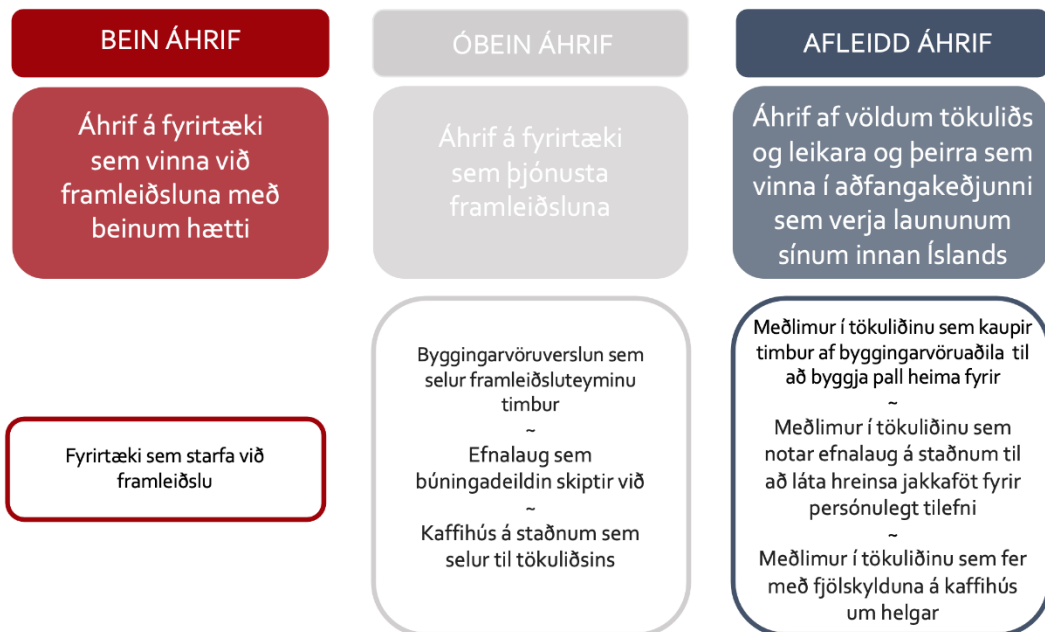 BEIN ÁHRIF
Áhrif á fyrirtæki
sem vinna við
framleiðsluna með
beinum hætti
Fyrirtæki sem starfa við
framleiðslu
ÓBEIN ÁHRIF
Áhrif á fyrirtæki
sem þjónusta
framleiðsluna
Byggingarvöruverslun sem
selur framleiðsluteyminu
timbur
~
Efnalaug sem
búningadeildin skiptir við
~
Kaffihús á staðnum sem
selur til tökuliðsins
AFLEIDD ÁHRIF
Áhrif af völdum tökuliðs
og leikara og þeirra sem
vinna í aðfangakeðjunni
sem verja laununum
sínum innan Íslands
Meðlimur í tökuliðinu sem kaupir
timbur af byggingarvöruaðila til
að byggja pall heima fyrir
~
Meðlimur í tökuliðinu sem
notar efnalaug á staðnum til
að láta hreinsa jakkaföt fyrir
persónulegt tilefni
~
Meðlimur í tökuliðinu sem fer
með fjölskylduna á kaffihús
um helgar